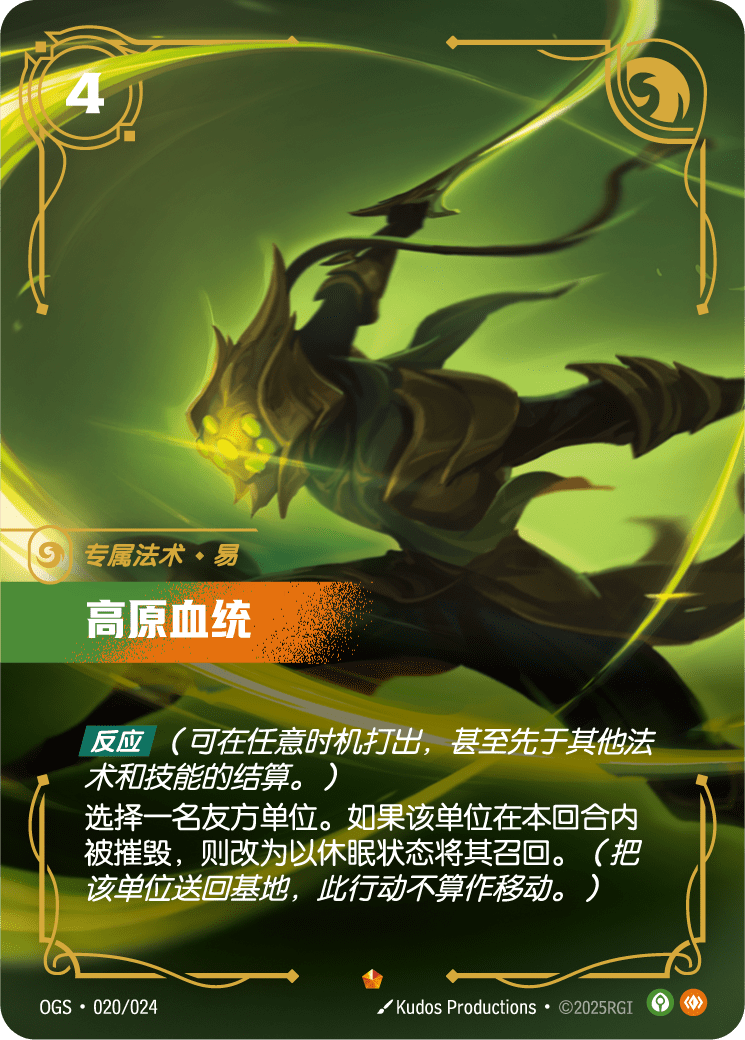 4
专属法术 • 易
高原血统
反应（可在任意时机打出，甚至先于其他法
术和技能的结算。）
选择一名友方单位。如果该单位在本回合内
被摧毁，则改为以休眠状态将其召回。（把
该单位送回基地，此行动不算作移动。）
OGS • 020/024
Kudos Productions • ©2025RGI